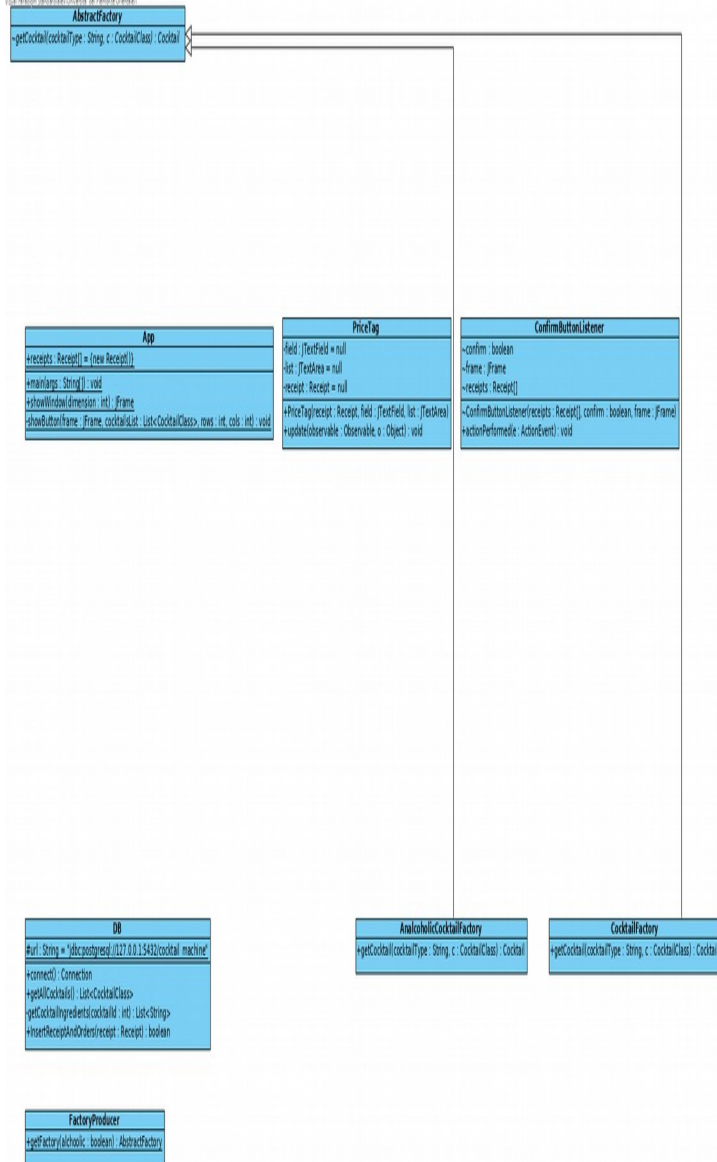 AbstractFactory
~getCocktail(cocktailType : String, c : CocktailClass) : Cocktail
App
+receipts : Receipt[] = {new Receipt()}
+main(args : String[]) : void
+showWindow(dimension : int) : JFrame
-showButton(frame : JFrame, cocktailsList : List<CocktailClass>, rows : int, cols : int) : void
PriceTag
-field : JTextField = null
-list : JTextArea = null
-receipt : Receipt = null
+PriceTag(receipt : Receipt, field : JTextField, list : JTextArea)
+update(observable : Observable, o : Object) : void
ConfirmButtonListener
~confirm : boolean
~frame : JFrame
~receipts : Receipt[]
~ConfirmButtonListener(receipts : Receipt[], confirm : boolean, frame : JFrame)
+actionPerformed(e : ActionEvent) : void
DB
#url : String = "jdbc:postgresql://127.0.0.1:5432/cocktail_machine"
+connect() : Connection
+getAllCocktails() : List<CocktailClass>
-getCocktailIngredients(cocktailId : int) : List<String>
+InsertReceiptAndOrders(receipt : Receipt) : boolean
AnalcoholicCocktailFactory
+getCocktail(cocktailType : String, c : CocktailClass) : Cocktail
CocktailFactory
+getCocktail(cocktailType : String, c : CocktailClass) : Cocktail
FactoryProducer
+getFactory(alchoolic : boolean) : AbstractFactory